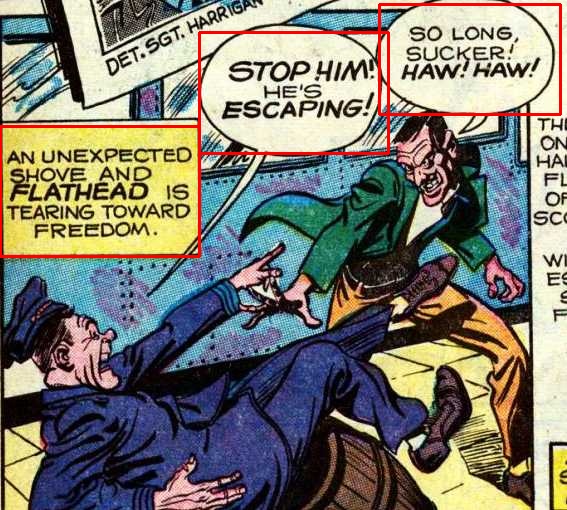 DET. SGT. HARRIGAN
STOP HIM!
HE'S
ESCAPING!
SO LONG,
SUCKER!
HAW! HAW!
AN UNEXPECTED
SHOVE AND
FLATHEAD IS
TEARING TOWARD
FREEDOM.